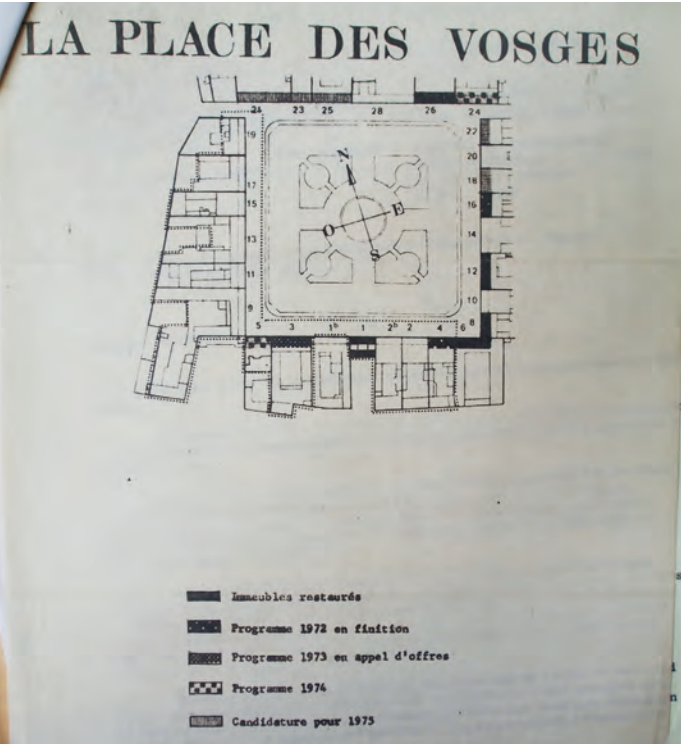 LA PLACE DES VOSGES
21 23 25 28 26 24
19 22
20
17 18
15 16
N
E
O
S
13 14
11 12
9 10
5 3 1b 1 2b 2 4 6 8
Immeubles restaurés
Programme 1972 en finition
Programme 1973 en appel d'offres
Programme 1974
Candidature pour 1975